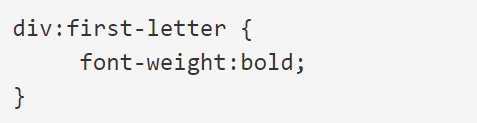 div:first-letter {
     font-weight:bold;
}